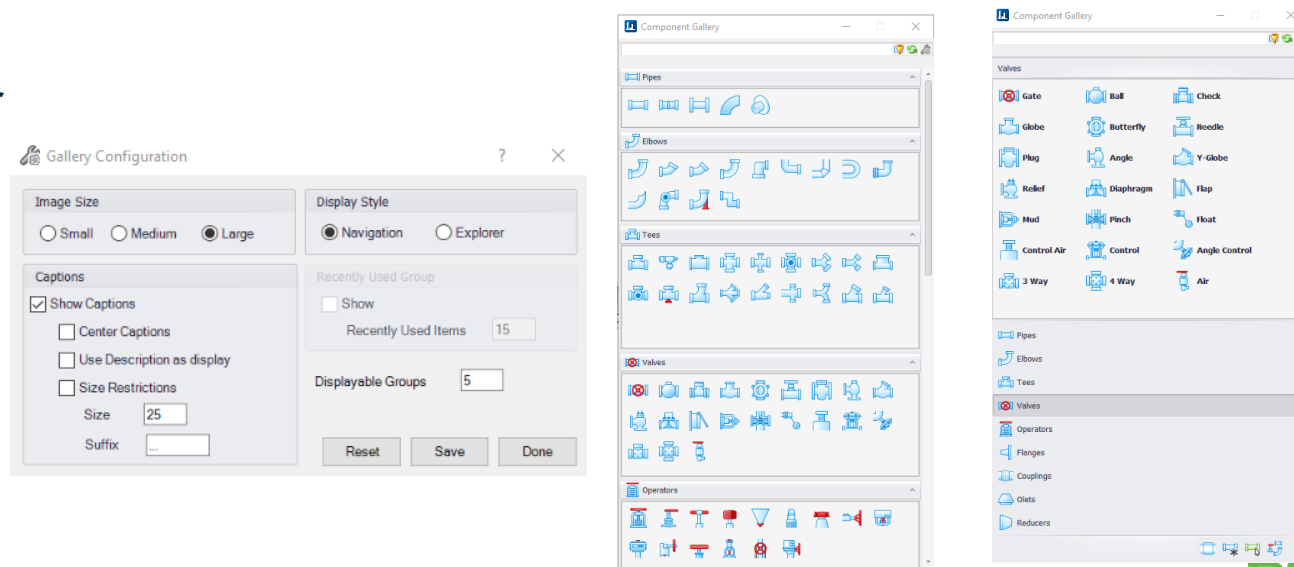 Gallery Configuration
?
Image Size
Small Medium Large
Display Style
Navigation Explorer
Captions
Show Captions
Center Captions
Use Description as display
Size Restrictions
Size 25
Suffix ...
Recently Used Group
Show
Recently Used Items 15
Displayable Groups 5
Reset Save Done
Component Gallery
Pipes
Elbows
Tees
Valves
Operators
Component Gallery
Valves
Gate Ball Check
Globe Butterfly Needle
Plug Angle Y-Globe
Relief Diaphragm Flap
Mud Pinch Float
Control Air Control Angle Control
3 Way 4 Way Air
Pipes
Elbows
Tees
Valves
Operators
Flanges
Couplings
Olets
Reducers